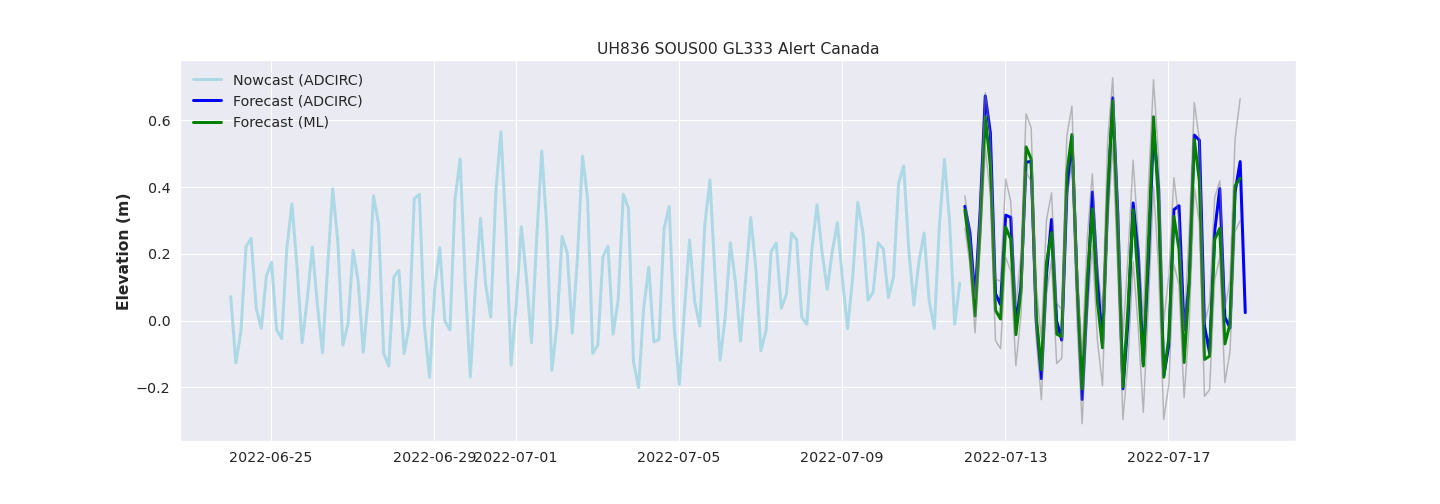 UH836 SOUS00 GL333 Alert Canada
Nowcast (ADCIRC)
Forecast (ADCIRC)
Forecast (ML)
Elevation (m)
0.6
0.4
0.2
0.0
−0.2
2022-06-25 2022-06-29 2022-07-01 2022-07-05 2022-07-09 2022-07-13 2022-07-17